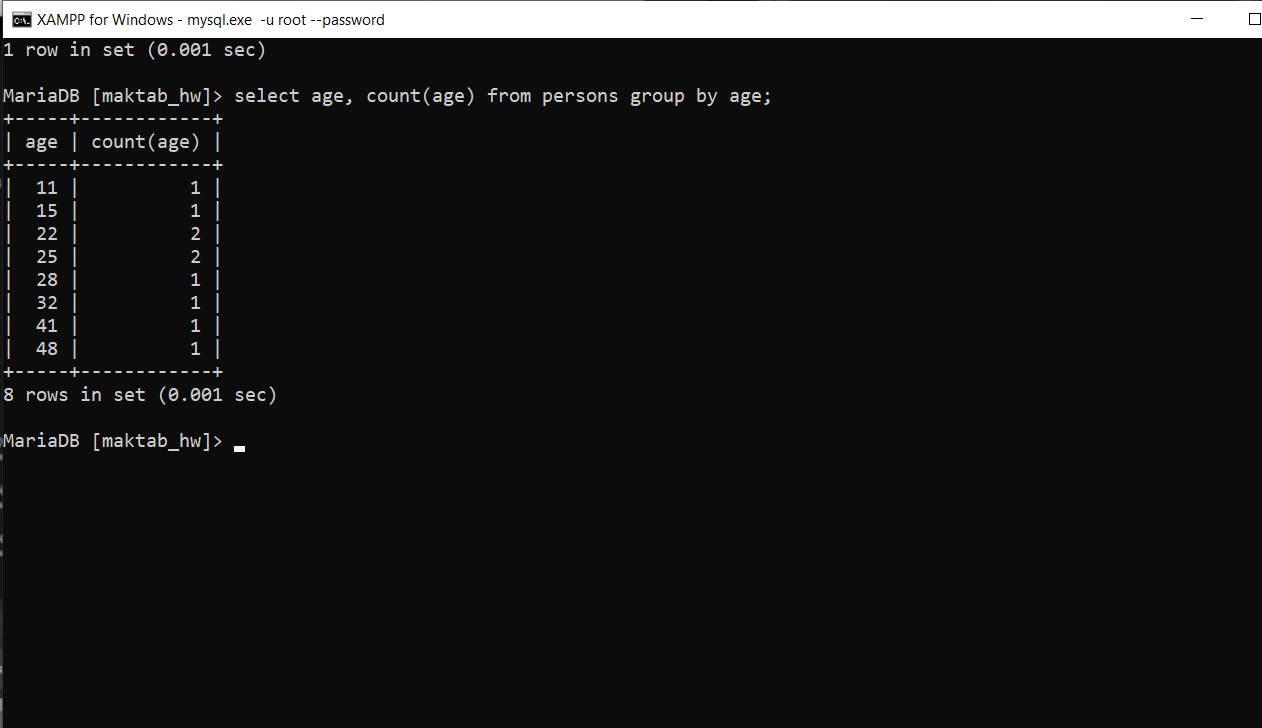 XAMPP for Windows - mysql.exe  -u root --password
1 row in set (0.001 sec)
MariaDB [maktab_hw]> select age, count(age) from persons group by age;
+-----+------------+
| age | count(age) |
+-----+------------+
|  11 |          1 |
|  15 |          1 |
|  22 |          2 |
|  25 |          2 |
|  28 |          1 |
|  32 |          1 |
|  41 |          1 |
|  48 |          1 |
+-----+------------+
8 rows in set (0.001 sec)
MariaDB [maktab_hw]>